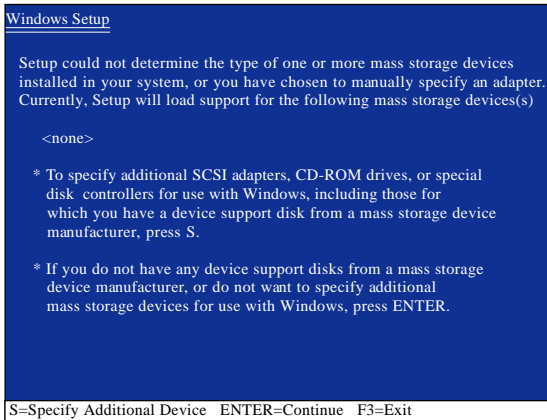 Windows Setup
Setup could not determine the type of one or more mass storage devices
installed in your system, or you have chosen to manually specify an adapter.
Currently, Setup will load support for the following mass storage devices(s)
<none>
* To specify additional SCSI adapters, CD-ROM drives, or special
disk controllers for use with Windows, including those for
which you have a device support disk from a mass storage device
manufacturer, press S.
* If you do not have any device support disks from a mass storage
device manufacturer, or do not want to specify additional
mass storage devices for use with Windows, press ENTER.
S=Specify Additional Device ENTER=Continue F3=Exit